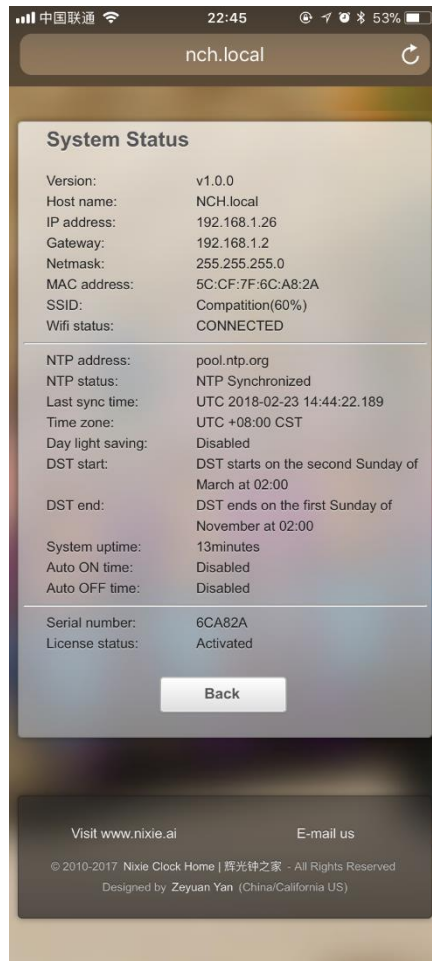 中国联通 22:45 53%
nch.local
System Status
Version: v1.0.0
Host name: NCH.local
IP address: 192.168.1.26
Gateway: 192.168.1.2
Netmask: 255.255.255.0
MAC address: 5C:CF:7F:6C:A8:2A
SSID: Compatition(60%)
Wifi status: CONNECTED
NTP address: pool.ntp.org
NTP status: NTP Synchronized
Last sync time: UTC 2018-02-23 14:44:22.189
Time zone: UTC +08:00 CST
Day light saving: Disabled
DST start: DST starts on the second Sunday of
March at 02:00
DST end: DST ends on the first Sunday of
November at 02:00
System uptime: 13minutes
Auto ON time: Disabled
Auto OFF time: Disabled
Serial number: 6CA82A
License status: Activated
Back
Visit www.nixie.ai E-mail us
© 2010-2017 Nixie Clock Home | 辉光钟之家 - All Rights Reserved
Designed by Zeyuan Yan (China/California US)